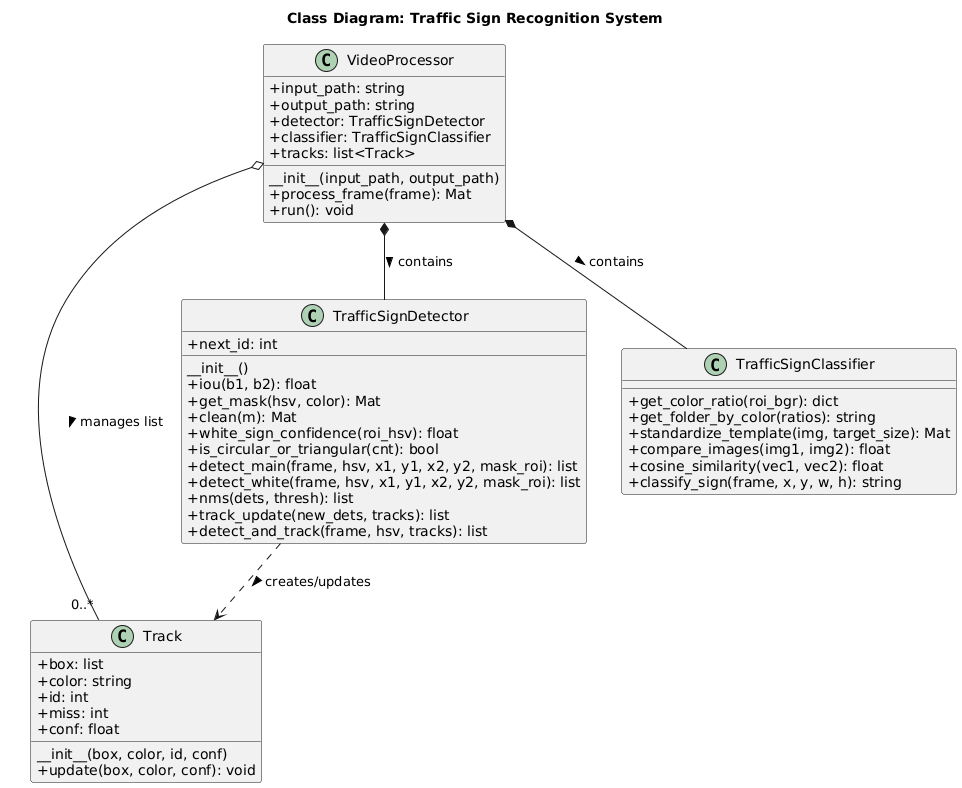 Class Diagram: Traffic Sign Recognition System
C VideoProcessor
+input_path: string
+output_path: string
+detector: TrafficSignDetector
+classifier: TrafficSignClassifier
+tracks: list<Track>
__init__(input_path, output_path)
+process_frame(frame): Mat
+run(): void
contains
contains
C TrafficSignDetector
+next_id: int
__init__()
+iou(b1, b2): float
+get_mask(hsv, color): Mat
+clean(m): Mat
+white_sign_confidence(roi_hsv): float
+is_circular_or_triangular(cnt): bool
+detect_main(frame, hsv, x1, y1, x2, y2, mask_roi): list
+detect_white(frame, hsv, x1, y1, x2, y2, mask_roi): list
+nms(dets, thresh): list
+track_update(new_dets, tracks): list
+detect_and_track(frame, hsv, tracks): list
C TrafficSignClassifier
+get_color_ratio(roi_bgr): dict
+get_folder_by_color(ratios): string
+standardize_template(img, target_size): Mat
+compare_images(img1, img2): float
+cosine_similarity(vec1, vec2): float
+classify_sign(frame, x, y, w, h): string
manages list
creates/updates
0..*
C Track
+box: list
+color: string
+id: int
+miss: int
+conf: float
__init__(box, color, id, conf)
+update(box, color, conf): void